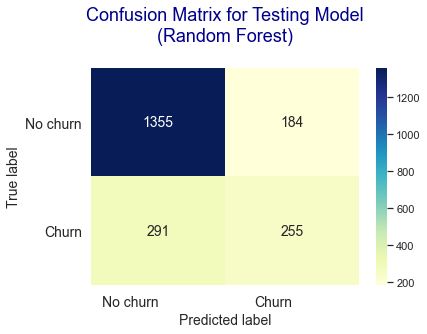 Confusion Matrix for Testing Model
(Random Forest)
No churn
1355
184
Churn
291
255
True label
No churn
Churn
Predicted label
1200
1000
800
600
400
200